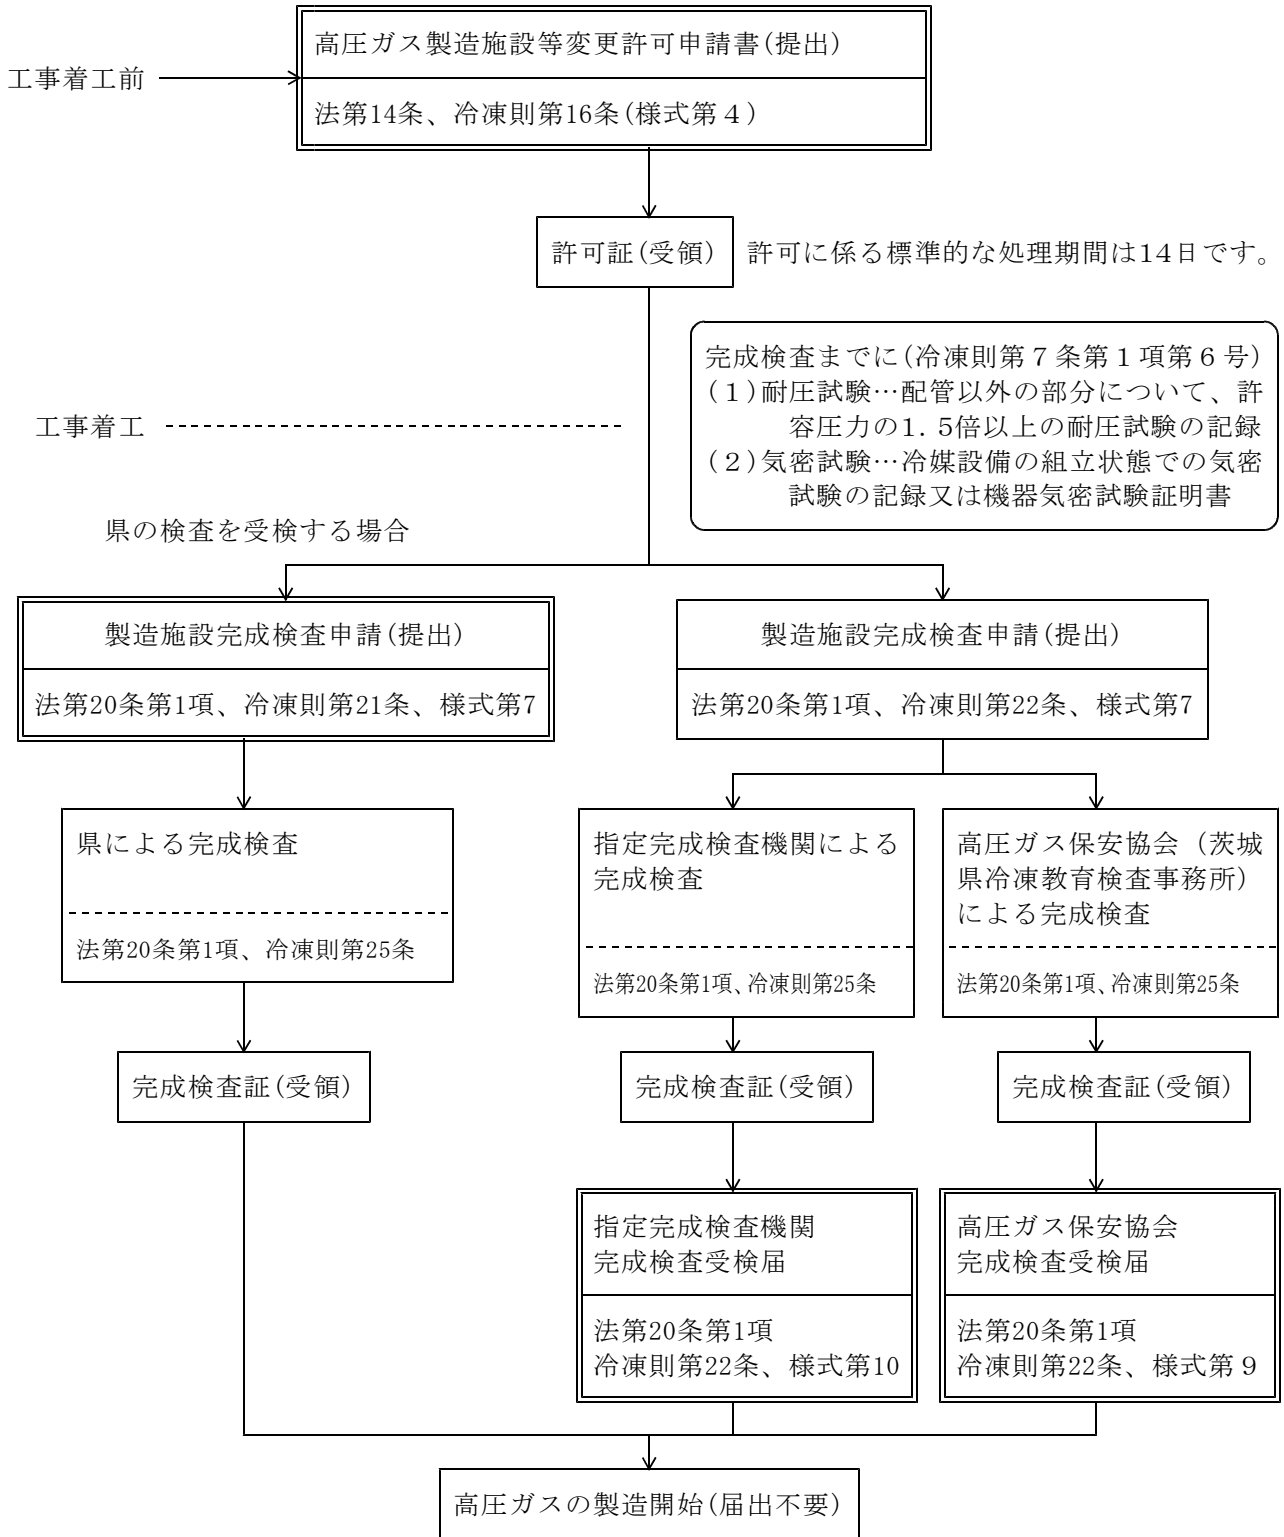 高圧ガス製造施設等変更許可申請書(提出)
工事着工前
法第14条、冷凍則第16条(様式第４)
許可証(受領)
許可に係る標準的な処理期間は14日です。
完成検査までに(冷凍則第７条第１項第６号)
(１)耐圧試験…配管以外の部分について、許
容圧力の1．5倍以上の耐圧試験の記録
(２)気密試験…冷媒設備の組立状態での気密
試験の記録又は機器気密試験証明書
工事着工
県の検査を受検する場合
製造施設完成検査申請(提出)
法第20条第1項、冷凍則第21条、様式第7
製造施設完成検査申請(提出)
法第20条第1項、冷凍則第22条、様式第7
県による完成検査
法第20条第1項、冷凍則第25条
指定完成検査機関による
完成検査
法第20条第1項、冷凍則第25条
高圧ガス保安協会（茨城
県冷凍教育検査事務所）
による完成検査
法第20条第1項、冷凍則第25条
完成検査証(受領)
完成検査証(受領)
完成検査証(受領)
指定完成検査機関
完成検査受検届
法第20条第1項
冷凍則第22条、様式第10
高圧ガス保安協会
完成検査受検届
法第20条第1項
冷凍則第22条、様式第９
高圧ガスの製造開始(届出不要)